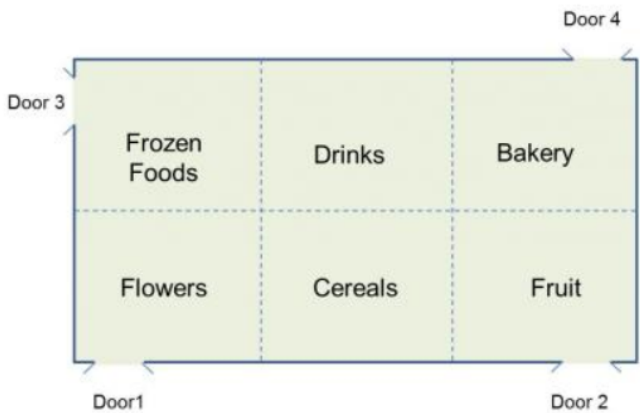 Door 4
Door 3
Frozen
Foods
Drinks
Bakery
Flowers
Cereals
Fruit
Door1
Door 2